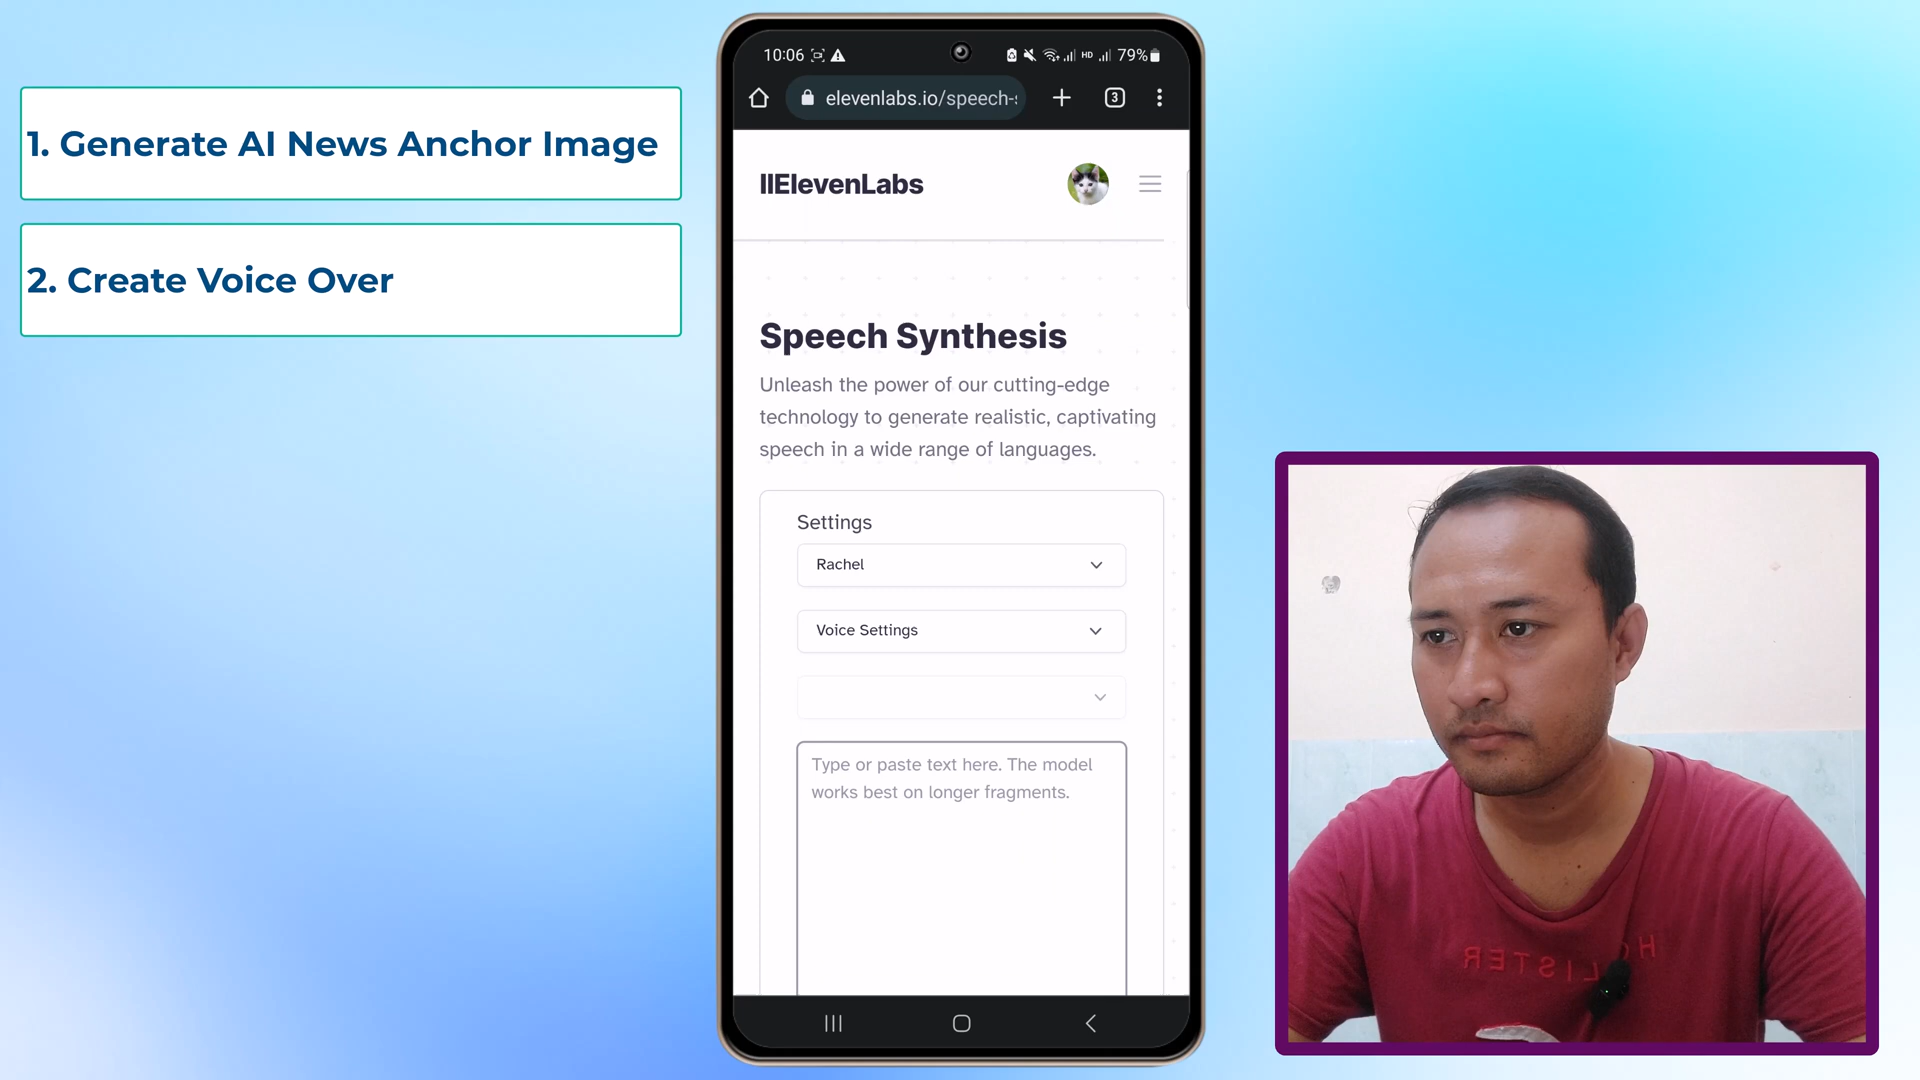 1. Generate AI News Anchor Image
2. Create Voice Over
10:06
HD
79%
elevenlabs.io/speech-
3
IIElevenLabs
Speech Synthesis
Unleash the power of our cutting-edge
technology to generate realistic, captivating
speech in a wide range of languages.
Settings
Rachel
Voice Settings
Type or paste text here. The model
works best on longer fragments.
HOLLISTER